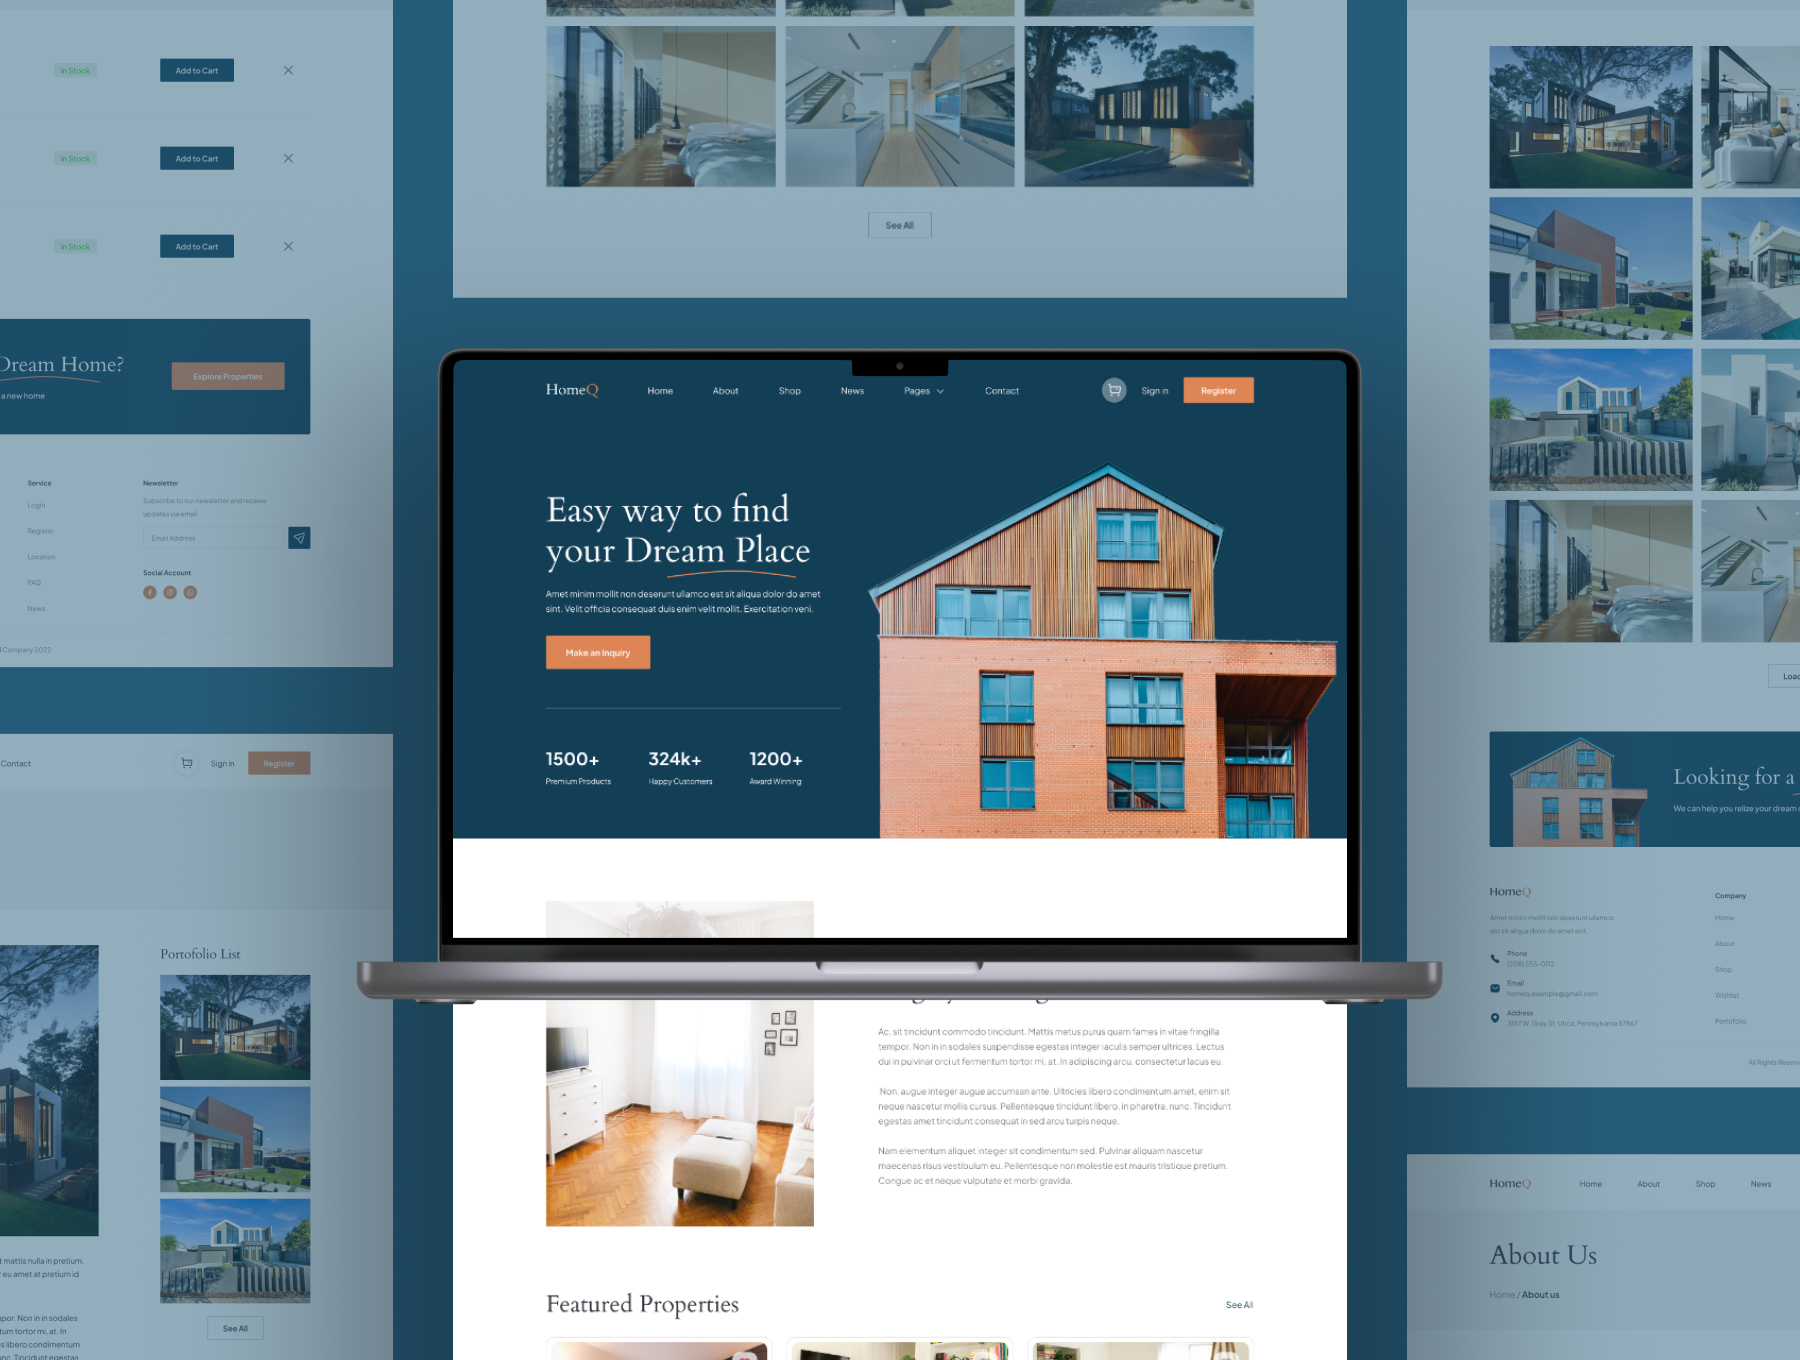 In Stock
Add to Cart
In Stock
Add to Cart
In Stock
Add to Cart
Dream Home?
a new home
Explore Properties
Service
Login
Register
Location
FAQ
News
Newsletter
Subscribe to our newsletter and receive
updates via email
Email Address
Social Account
Company 2022
Contact
Sign in
Register
Portofolio List
mattis nulla in pretium.
eu amet at pretium id
Non in in sodales
tortor mi, at. In
libero condimentum
Tincidunt egestas
See All
See All
HomeQ
Home
About
Shop
News
Pages
Contact
Sign in
Register
Easy way to find
your Dream Place
Amet minim mollit non deserunt ullamco est sit aliqua dolor do amet
sint. Velit officia consequat duis enim velit mollit. Exercitation veni.
Make an Inquiry
1500+
Premium Products
324k+
Happy Customers
1200+
Award Winning
Ac, sit tincidunt commodo tincidunt. Mattis metus purus quam fames in vitae fringilla
tempor. Non in in sodales suspendisse egestas integer iaculis semper ultrices. Lectus
dui in pulvinar orci ut fermentum tortor mi, at. In adipiscing arcu, consectetur lacus eu.
Non, augue integer augue accumsan ante. Ultricies libero condimentum amet, enim sit
neque nascetur mollis cursus. Pellentesque tincidunt libero, in pharetra, nunc. Tincidunt
egestas amet tincidunt consequat in sed arcu turpis neque.
Nam elementum aliquet integer sit condimentum sed. Pulvinar aliquam nascetur
maecenas risus vestibulum eu. Pellentesque non molestie est mauris tristique pretium.
Congue ac et neque vulputate et morbi gravida.
Featured Properties
See All
Looking for a
We can help you relize your dream
HomeQ
Amet minim mollit non deserunt ullamco
est sit aliqua dolor do amet sint.
Phone
(208) 555-0112
Email
homeq.example@gmail.com
Address
3517 W. Gray St. Utica, Pennsylvania 57867
Company
Home
About
Shop
Wishlist
Portofolio
All Rights
HomeQ
Home
About
Shop
News
About Us
Home / About us